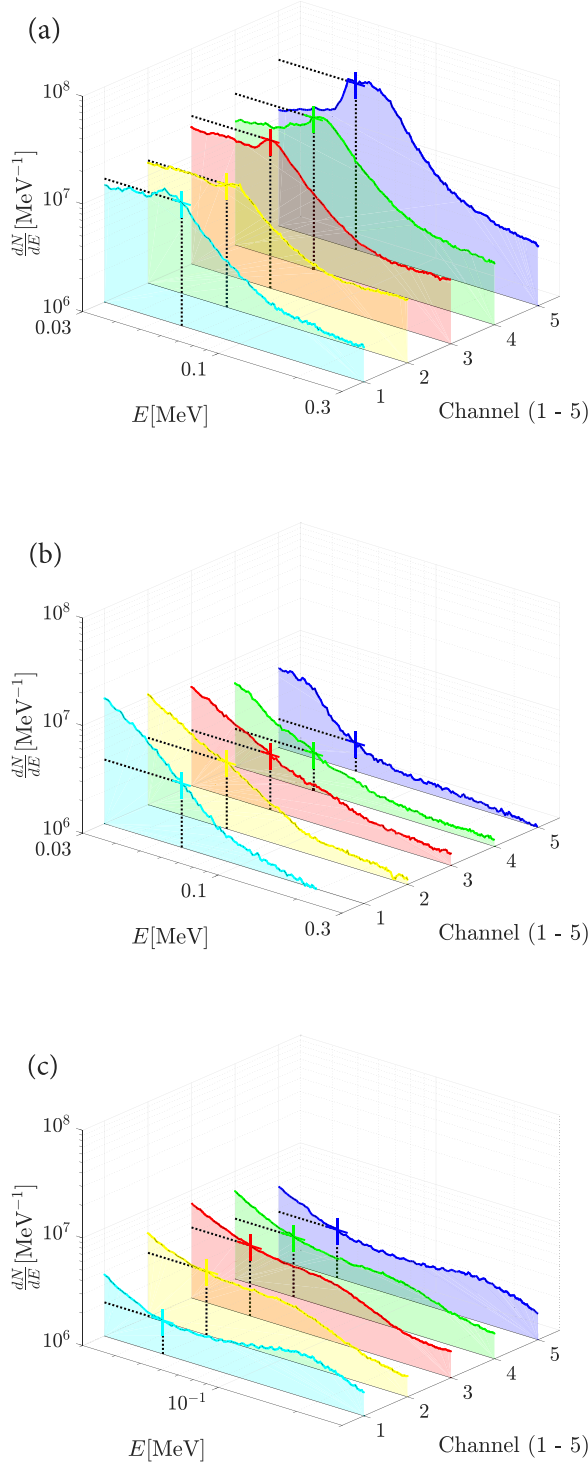 (a)
10^8
10^7
10^6
dN/dE [MeV^-1]
0.03
0.1
0.3
E[MeV]
1
2
3
4
5
Channel (1 - 5)
(b)
10^8
10^7
10^6
dN/dE [MeV^-1]
0.03
0.1
0.3
E[MeV]
1
2
3
4
5
Channel (1 - 5)
(c)
10^8
10^7
10^6
dN/dE [MeV^-1]
10^-1
E[MeV]
1
2
3
4
5
Channel (1 - 5)